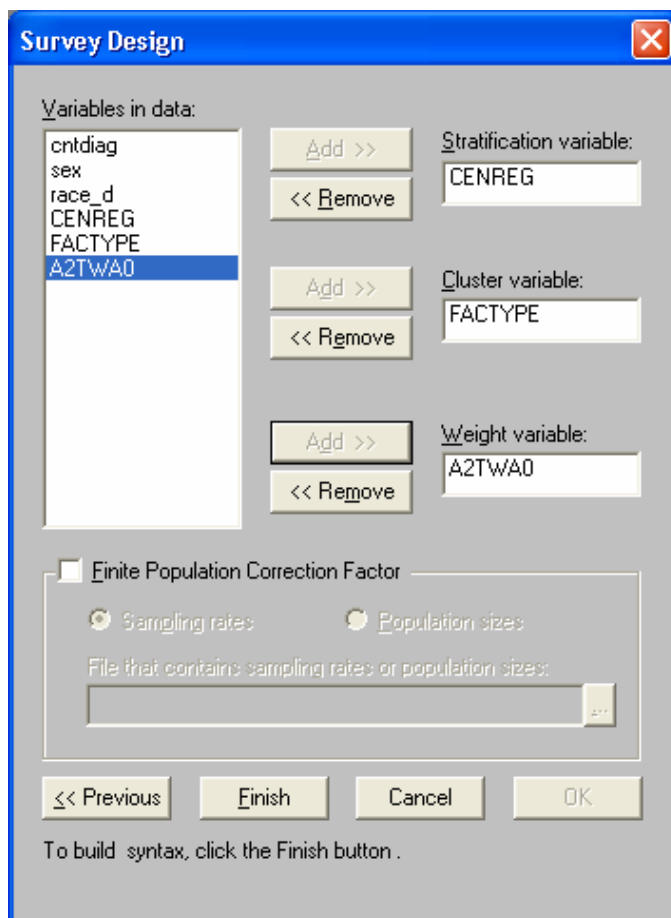 Survey Design
Variables in data:
cntdiag
sex
race_d
CENREG
FACTYPE
A2TWA0
Add >>
<< Remove
Stratification variable:
CENREG
Add >>
<< Remove
Cluster variable:
FACTYPE
Add >>
<< Remove
Weight variable:
A2TWA0
Finite Population Correction Factor
Sampling rates
Population sizes
File that contains sampling rates or population sizes:
...
<< Previous
Finish
Cancel
OK
To build syntax, click the Finish button .